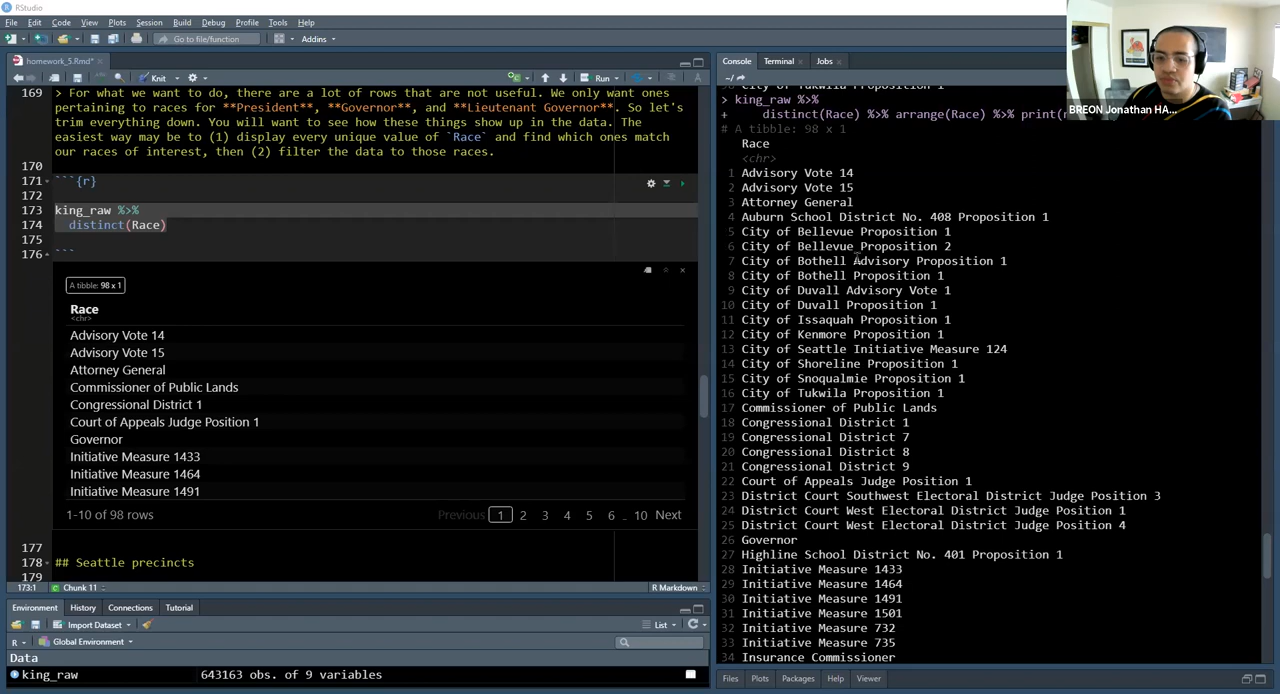 RStudio
File Edit Code View Plots Session Build Debug Profile Tools Help
Go to file/function Addins
homework_5.Rmd*
Knit Run
169 > For what we want to do, there are a lot of rows that are not useful. We only want ones
pertaining to races for **President**, **Governor**, and **Lieutenant Governor**. So let's
trim everything down. You will want to see how these things show up in the data. The
easiest way may be to (1) display every unique value of `Race` and find which ones match
our races of interest, then (2) filter the data to those races.
170
171 ```{r}
172
173 king_raw %>%
174 distinct(Race)
175
176 ```
A tibble: 98 x 1
Race
<chr>
Advisory Vote 14
Advisory Vote 15
Attorney General
Commissioner of Public Lands
Congressional District 1
Court of Appeals Judge Position 1
Governor
Initiative Measure 1433
Initiative Measure 1464
Initiative Measure 1491
1-10 of 98 rows Previous 1 2 3 4 5 6 … 10 Next
177
178 ## Seattle precincts
179
173:1 Chunk 11 R Markdown
Environment History Connections Tutorial
Import Dataset List
R Global Environment
Data
king_raw 643163 obs. of 9 variables
Console Terminal Jobs
~/
> king_raw %>%
+ distinct(Race) %>% arrange(Race) %>% print(
# A tibble: 98 x 1
Race
<chr>
1 Advisory Vote 14
2 Advisory Vote 15
3 Attorney General
4 Auburn School District No. 408 Proposition 1
5 City of Bellevue Proposition 1
6 City of Bellevue Proposition 2
7 City of Bothell Advisory Proposition 1
8 City of Bothell Proposition 1
9 City of Duvall Advisory Vote 1
10 City of Duvall Proposition 1
11 City of Issaquah Proposition 1
12 City of Kenmore Proposition 1
13 City of Seattle Initiative Measure 124
14 City of Shoreline Proposition 1
15 City of Snoqualmie Proposition 1
16 City of Tukwila Proposition 1
17 Commissioner of Public Lands
18 Congressional District 1
19 Congressional District 7
20 Congressional District 8
21 Congressional District 9
22 Court of Appeals Judge Position 1
23 District Court Southwest Electoral District Judge Position 3
24 District Court West Electoral District Judge Position 1
25 District Court West Electoral District Judge Position 4
26 Governor
27 Highline School District No. 401 Proposition 1
28 Initiative Measure 1433
29 Initiative Measure 1464
30 Initiative Measure 1491
31 Initiative Measure 1501
32 Initiative Measure 732
33 Initiative Measure 735
34 Insurance Commissioner
Files Plots Packages Help Viewer
BREON Jonathan HA...